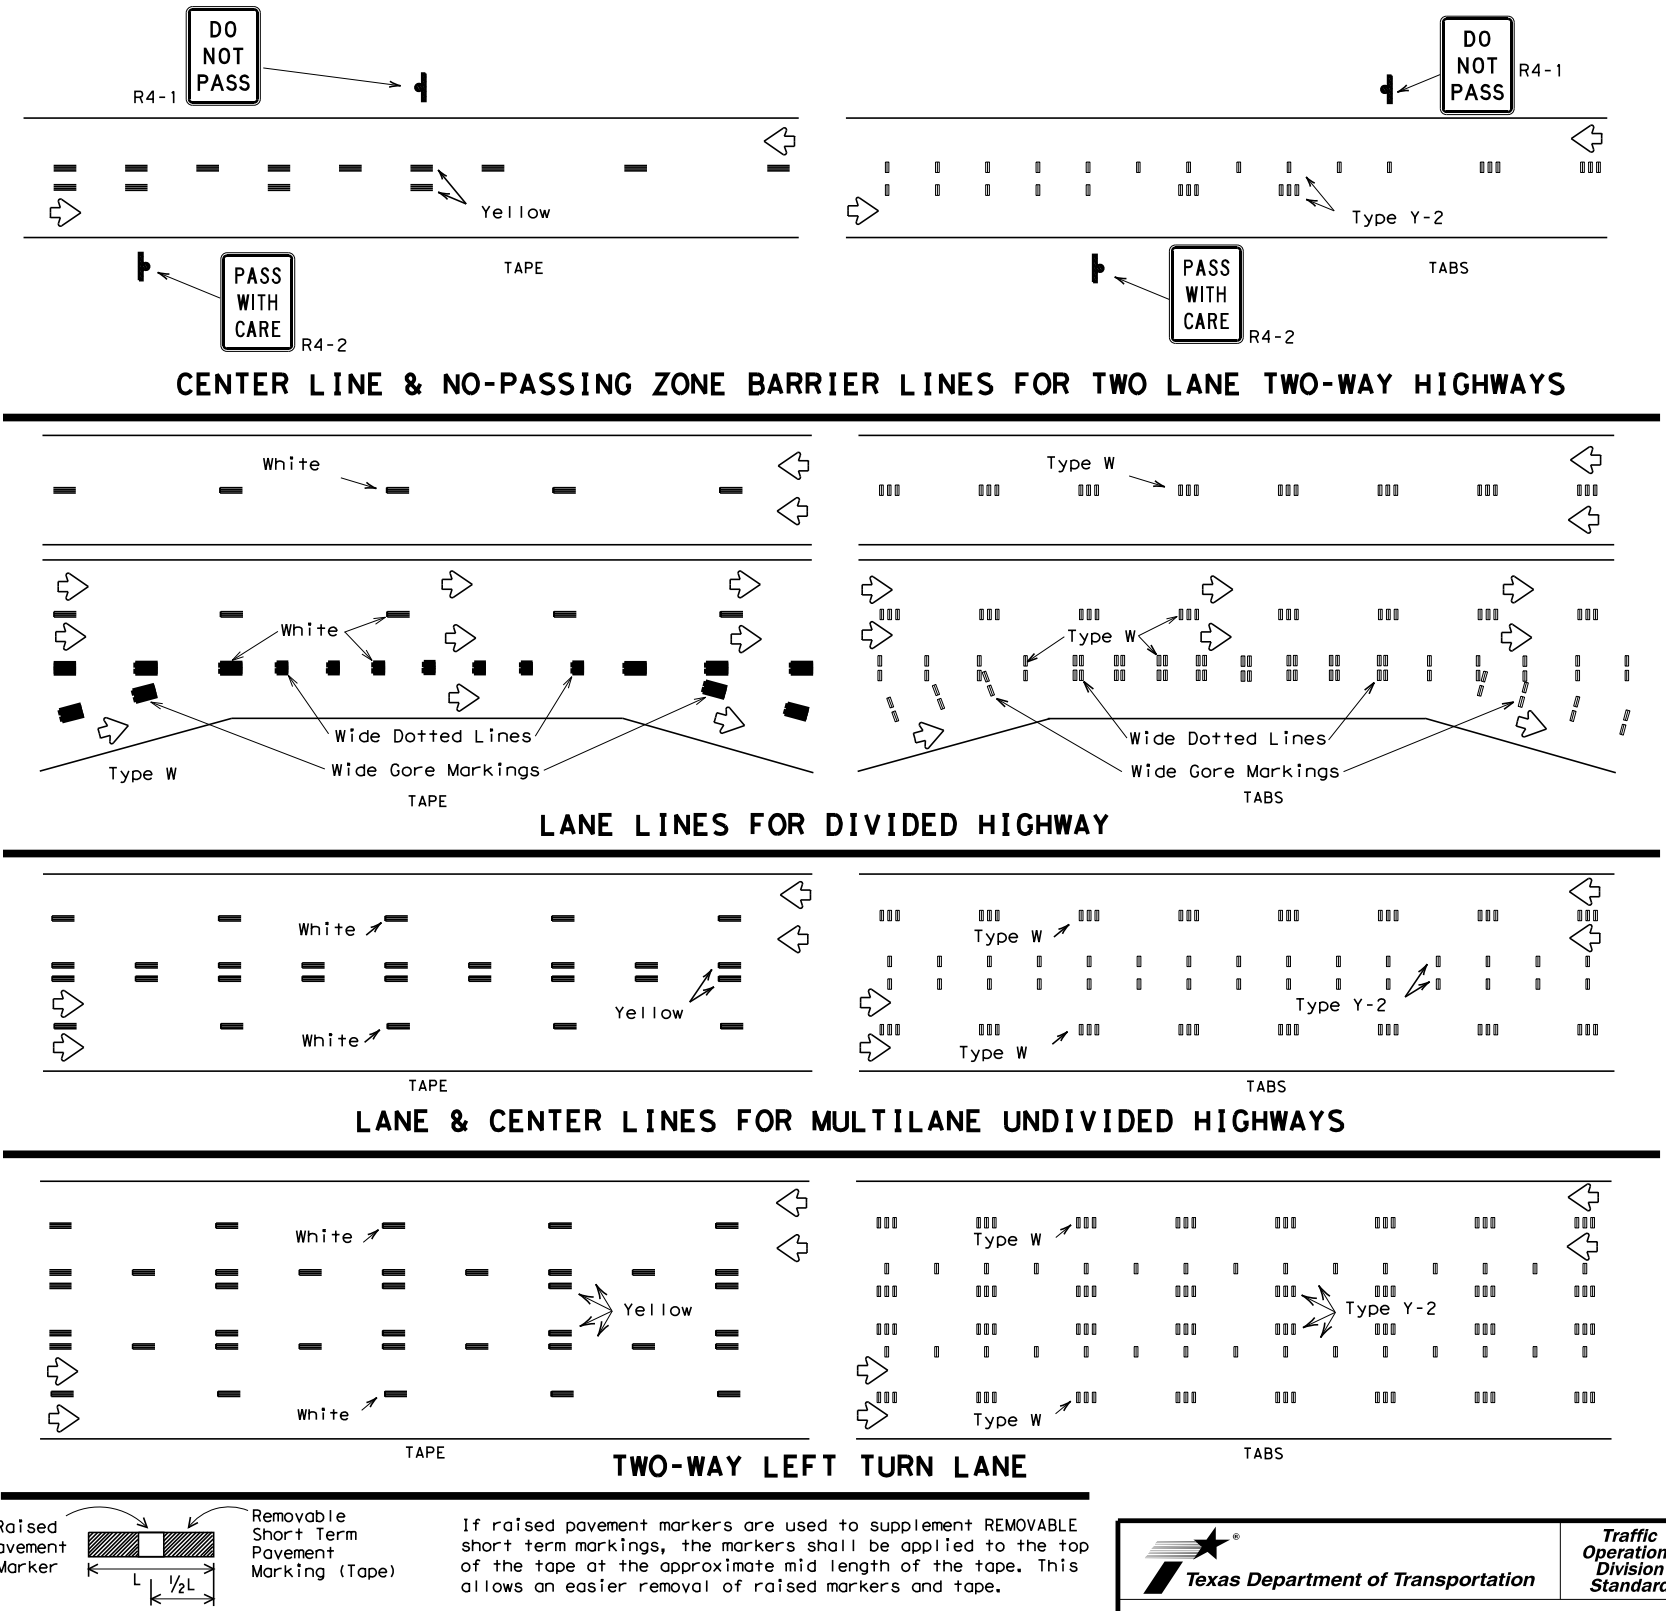 DO
NOT
PASS
R4-1
DO
NOT
PASS
R4-1
Yellow
Type Y-2
TAPE
TABS
PASS
WITH
CARE
R4-2
PASS
WITH
CARE
R4-2
CENTER LINE & NO-PASSING ZONE BARRIER LINES FOR TWO LANE TWO-WAY HIGHWAYS
White
Type W
White
Type W
Wide Dotted Lines
Wide Dotted Lines
Type W
Wide Gore Markings
Wide Gore Markings
TAPE
TABS
LANE LINES FOR DIVIDED HIGHWAY
White
Type W
Yellow
Type Y-2
White
Type W
TAPE
TABS
LANE & CENTER LINES FOR MULTILANE UNDIVIDED HIGHWAYS
White
Type W
Yellow
Type Y-2
White
Type W
TAPE
TABS
TWO-WAY LEFT TURN LANE
Raised
avement
Marker
L
1/2L
Removable
Short Term
Pavement
Marking (Tape)
If raised pavement markers are used to supplement REMOVABLE
short term markings, the markers shall be applied to the top
of the tape at the approximate mid length of the tape. This
allows an easier removal of raised markers and tape.
®
Texas Department of Transportation
Traffic
Operation
Division
Standard